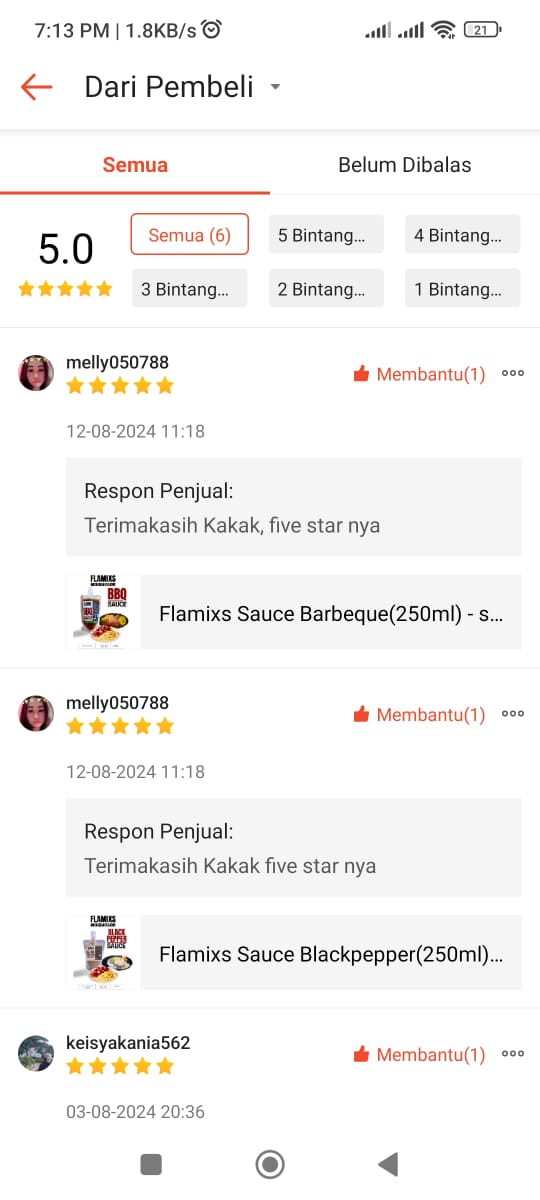 7:13 PM | 1.8KB/s
21
Dari Pembeli
Semua
Belum Dibalas
5.0
Semua (6)
5 Bintang...
4 Bintang...
3 Bintang...
2 Bintang...
1 Bintang...
melly050788
Membantu(1)
12-08-2024 11:18
Respon Penjual:
Terimakasih Kakak, five star nya
FLAMIXS
BBQ
SAUCE
Flamixs Sauce Barbeque(250ml) - s...
melly050788
Membantu(1)
12-08-2024 11:18
Respon Penjual:
Terimakasih Kakak five star nya
FLAMIXS
BLACK
PEPPER
SAUCE
Flamixs Sauce Blackpepper(250ml)...
keisyakania562
Membantu(1)
03-08-2024 20:36